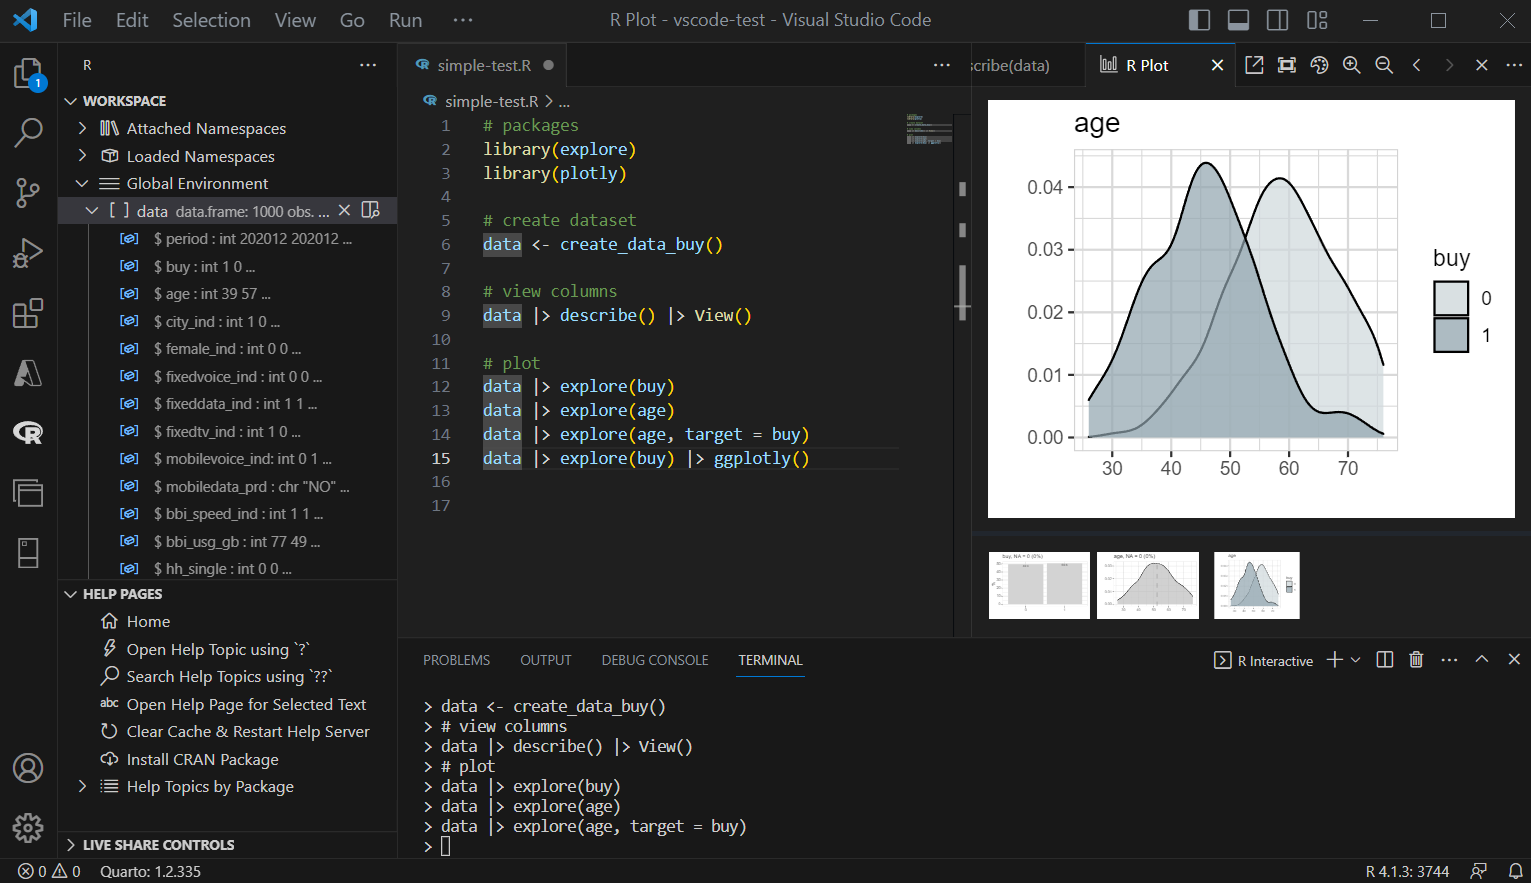 File Edit Selection View Go Run ··· R Plot - vscode-test - Visual Studio Code
1
R
WORKSPACE
Attached Namespaces
Loaded Namespaces
Global Environment
[ ] data data.frame: 1000 obs. ...
$ period : int 202012 202012 ...
$ buy : int 1 0 ...
$ age : int 39 57 ...
$ city_ind : int 1 0 ...
$ female_ind : int 0 0 ...
$ fixedvoice_ind : int 0 0 ...
$ fixeddata_ind : int 1 1 ...
$ fixedtv_ind : int 1 0 ...
$ mobilevoice_ind: int 0 1 ...
$ mobiledata_prd : chr "NO" ...
$ bbi_speed_ind : int 1 1 ...
$ bbi_usg_gb : int 77 49 ...
$ hh_single : int 0 0 ...
HELP PAGES
Home
Open Help Topic using `?`
Search Help Topics using `??`
abc Open Help Page for Selected Text
Clear Cache & Restart Help Server
Install CRAN Package
Help Topics by Package
LIVE SHARE CONTROLS
simple-test.R
simple-test.R > ...
1 # packages
2 library(explore)
3 library(plotly)
4
5 # create dataset
6 data <- create_data_buy()
7
8 # view columns
9 data |> describe() |> View()
10
11 # plot
12 data |> explore(buy)
13 data |> explore(age)
14 data |> explore(age, target = buy)
15 data |> explore(buy) |> ggplotly()
16
17
scribe(data) R Plot
age
0.04
0.03
0.02
0.01
0.00
30 40 50 60 70
buy
0
1
buy, NA = 0 (0%)
age, NA = 0 (0%)
age
PROBLEMS OUTPUT DEBUG CONSOLE TERMINAL R Interactive
> data <- create_data_buy()
> # view columns
> data |> describe() |> View()
> # plot
> data |> explore(buy)
> data |> explore(age)
> data |> explore(age, target = buy)
>
0 0 Quarto: 1.2.335 R 4.1.3: 3744